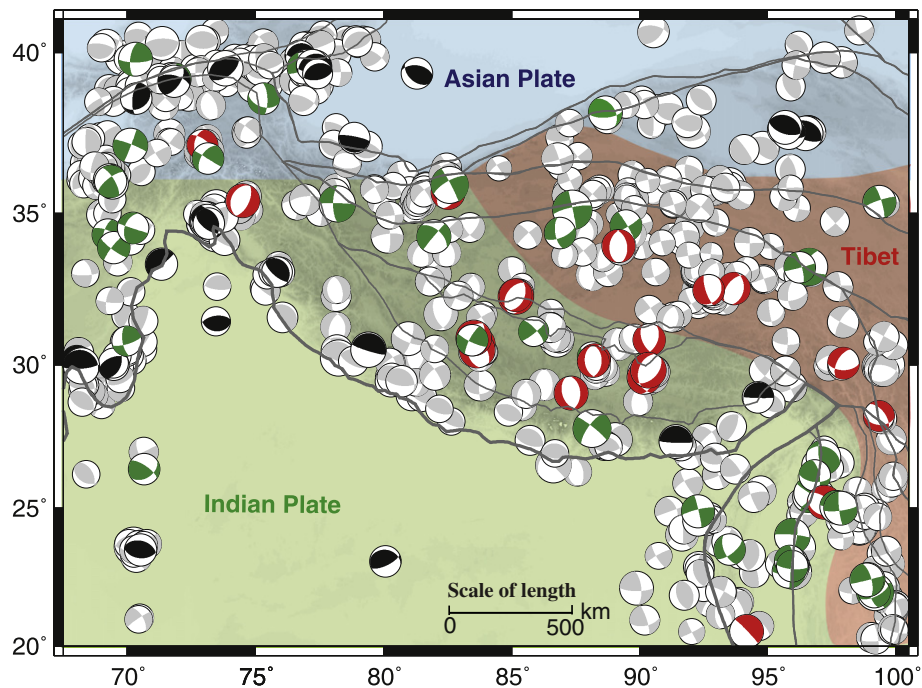 40°
Asian Plate
35°
Tibet
30°
Indian Plate
25°
Scale of length
km
0 500
20°
70° 75° 80° 85° 90° 95° 100°